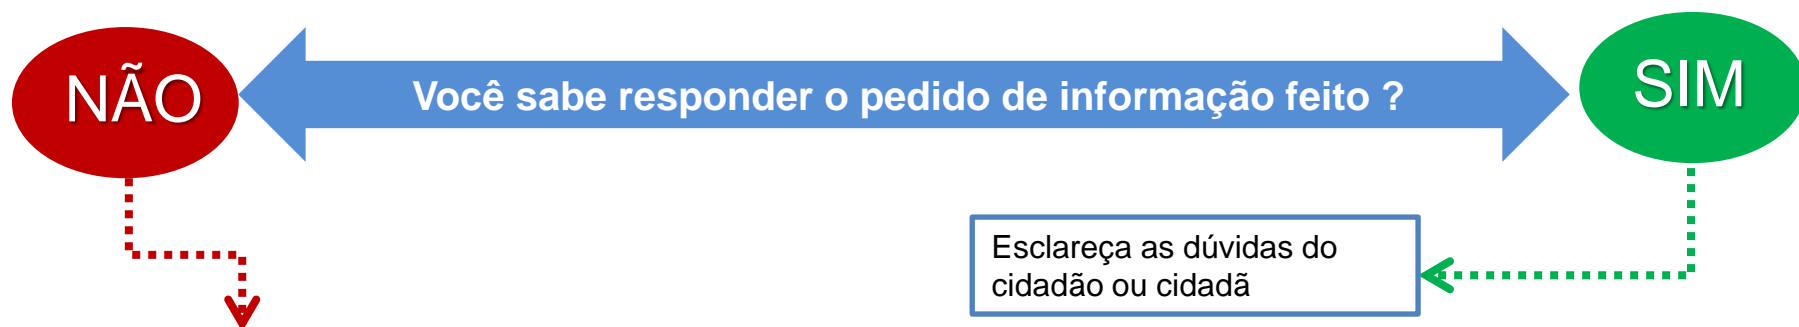 NÃO
Você sabe responder o pedido de informação feito ?
SIM
Esclareça as dúvidas do
cidadão ou cidadã